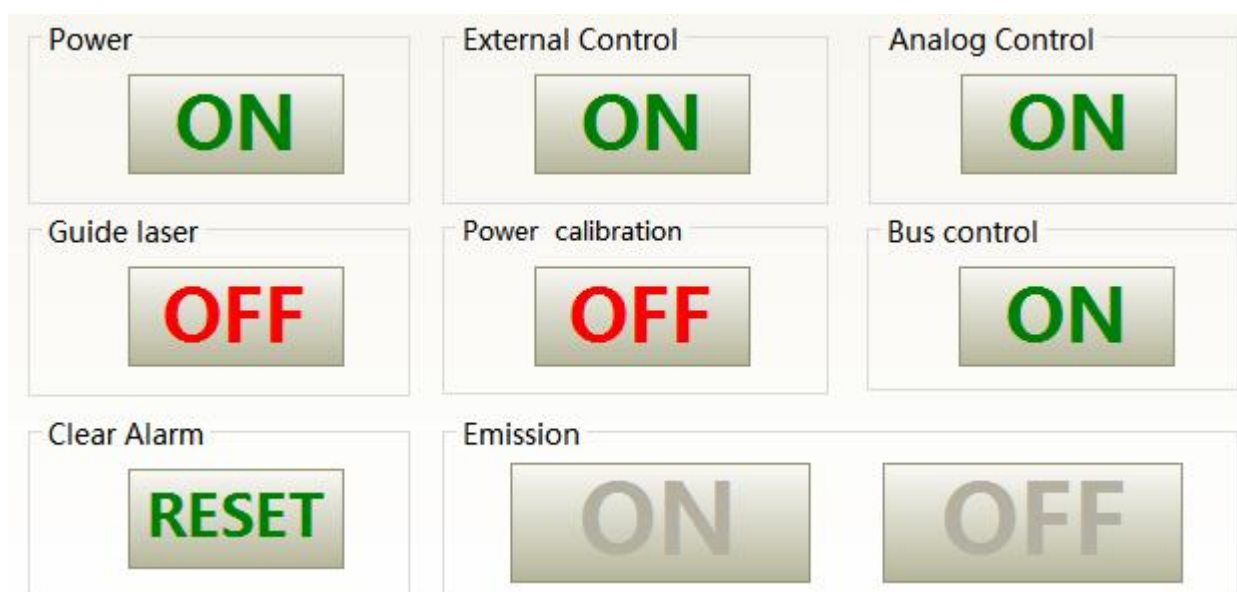 Power
External Control
Analog Control
ON
ON
ON
Guide laser
Power calibration
Bus control
OFF
OFF
ON
Clear Alarm
Emission
RESET
ON
OFF